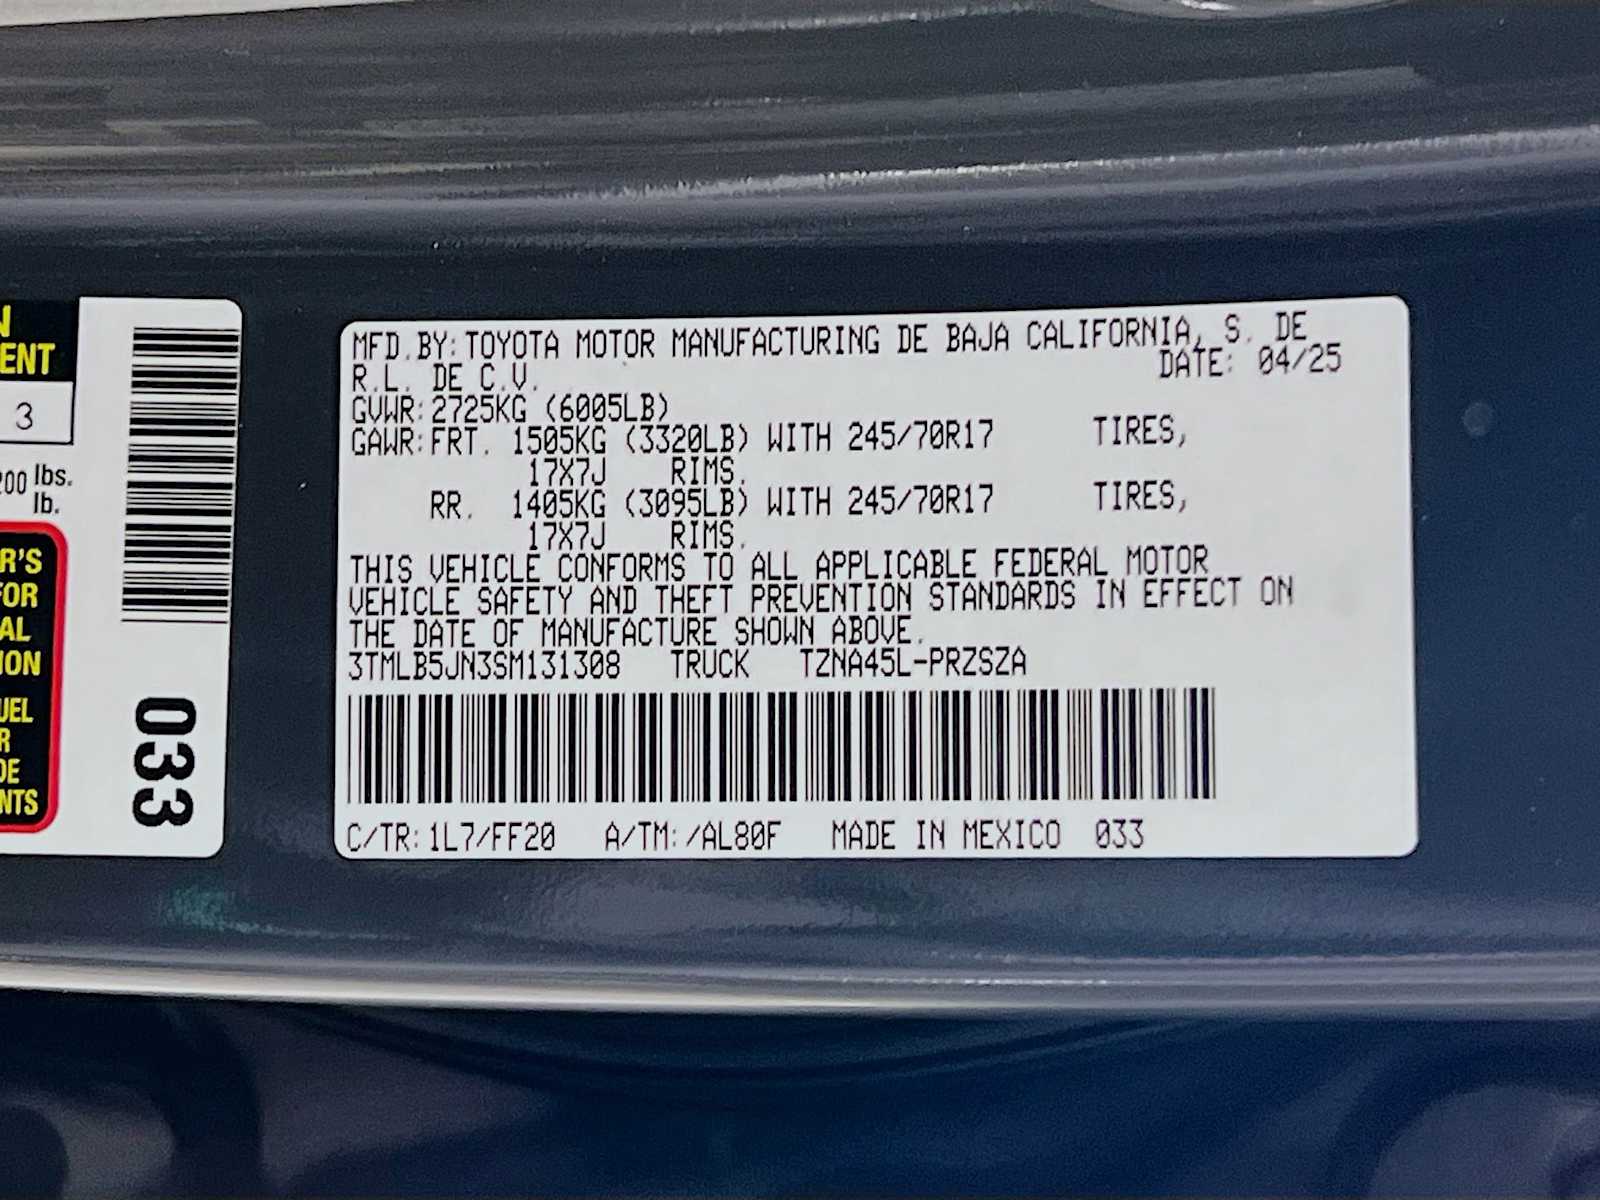 N
ENT
3
200 lbs.
lb.
R'S
FOR
AL
ION
UEL
R
DE
NTS
033
MFD.BY:TOYOTA MOTOR MANUFACTURING DE BAJA CALIFORNIA, S. DE
R.L. DE C.V. DATE: 04/25
GVWR:2725KG (6005LB)
GAWR:FRT. 1505KG (3320LB) WITH 245/70R17 TIRES,
17X7J RIMS.
RR. 1405KG (3095LB) WITH 245/70R17 TIRES,
17X7J RIMS.
THIS VEHICLE CONFORMS TO ALL APPLICABLE FEDERAL MOTOR
VEHICLE SAFETY AND THEFT PREVENTION STANDARDS IN EFFECT ON
THE DATE OF MANUFACTURE SHOWN ABOVE.
3TMLB5JN3SM131308 TRUCK TZNA45L-PRZSZA
C/TR:1L7/FF20 A/TM:/AL80F MADE IN MEXICO 033